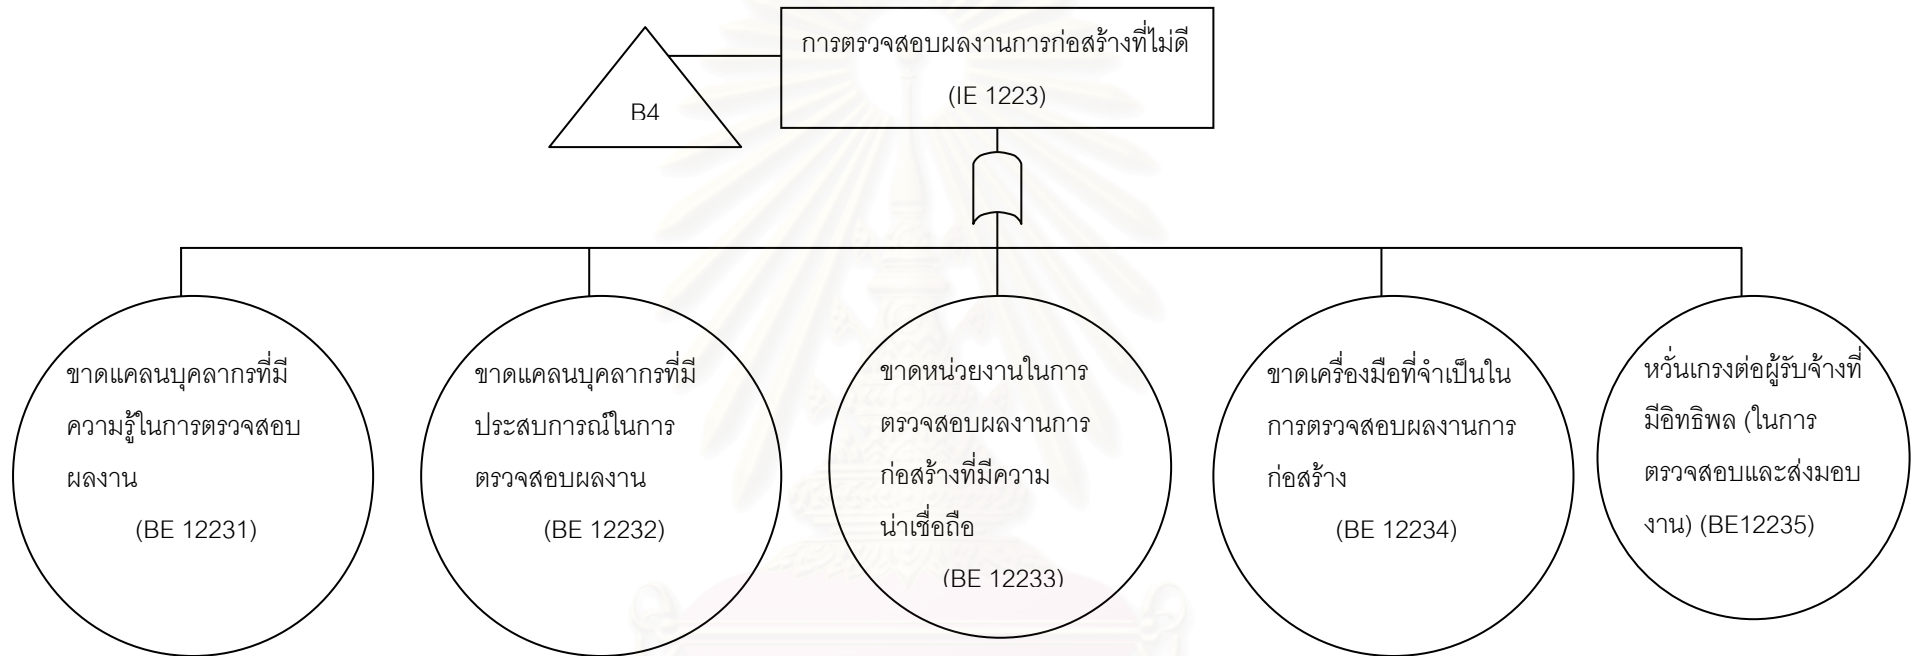 การตรวจสอบผลงานการก่อสร้างที่ไม่ดี
(IE 1223)
B4
ขาดแคลนบุคลากรที่มี
ความรู้ในการตรวจสอบ
ผลงาน
(BE 12231)
ขาดแคลนบุคลากรที่มี
ประสบการณ์ในการ
ตรวจสอบผลงาน
(BE 12232)
ขาดหน่วยงานในการ
ตรวจสอบผลงานการ
ก่อสร้างที่มีความ
น่าเชื่อถือ
(BE 12233)
ขาดเครื่องมือที่จำเป็นใน
การตรวจสอบผลงานการ
ก่อสร้าง
(BE 12234)
หวั่นเกรงต่อผู้รับจ้างที่
มีอิทธิพล (ในการ
ตรวจสอบและส่งมอบ
งาน) (BE12235)